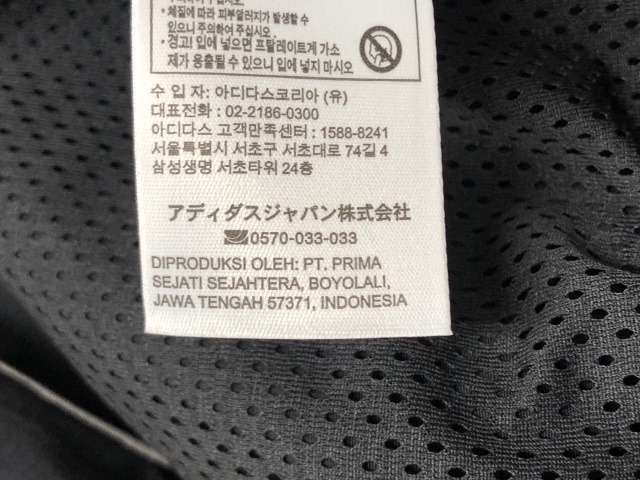 · 체질에 따라 피부알러지가 발생할 수
있으니 주의하여 주십시오.
· 경고! 입에 넣으면 프탈레이트계 가소
제가 용출될 수 있으니 입에 넣지 마시오
수 입 자: 아디다스코리아 (유)
대표전화 : 02-2186-0300
아디다스 고객만족센터 : 1588-8241
서울특별시 서초구 서초대로 74길 4
삼성생명 서초타워 24층
アディダスジャパン株式会社
0570-033-033
DIPRODUKSI OLEH: PT. PRIMA
SEJATI SEJAHTERA, BOYOLALI,
JAWA TENGAH 57371, INDONESIA